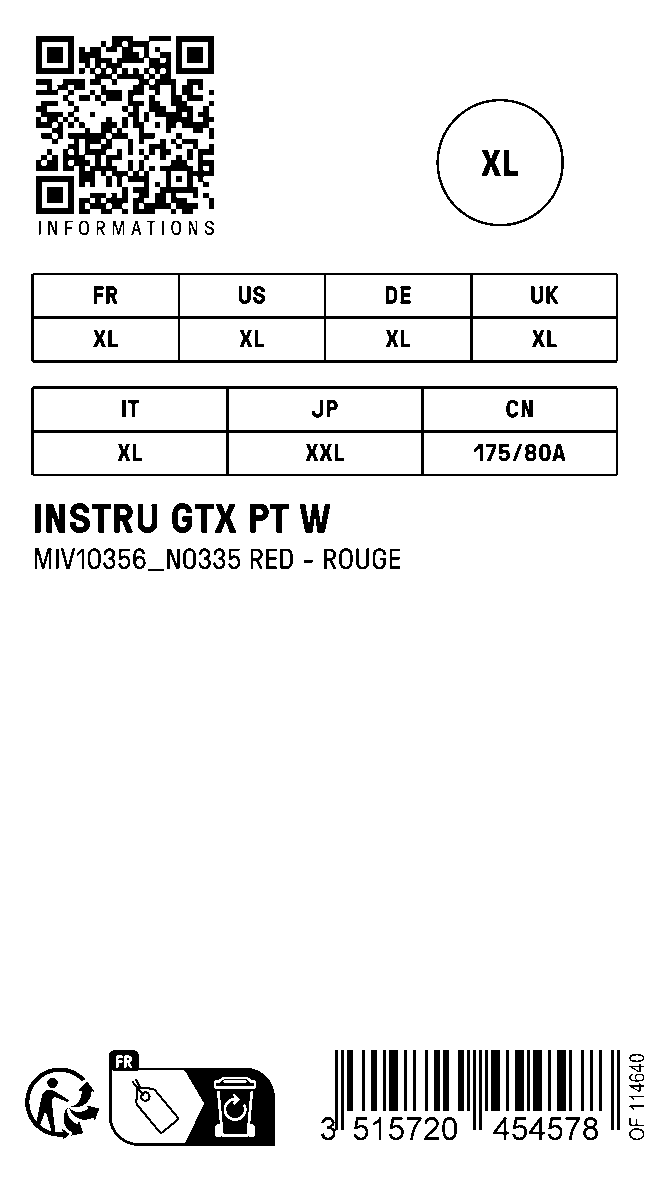 INFORMATIONS
XL
FR US DE UK
XL XL XL XL
IT JP CN
XL XXL 175/80A
INSTRU GTX PT W
MIV10356_N0335 RED - ROUGE
FR
3 515720 454578
OF 114640